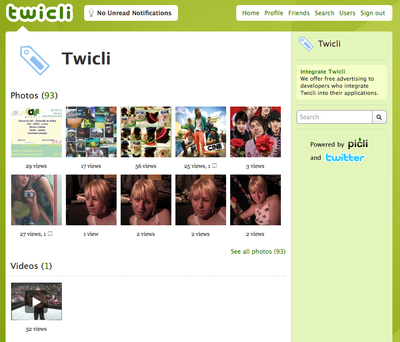 twicli
No Unread Notifications
Home Profile Friends Search Users Sign out
Twicli
Photos (93)
29 views
17 views
56 views
25 views, 1
3 views
27 views, 1
1 view
2 views
2 views
2 views
See all photos (93)
Videos (1)
32 views
Twicli
Integrate Twicli
We offer free advertising to
developers who integrate
Twicli into their applications.
Search
Powered by picli
and twitter